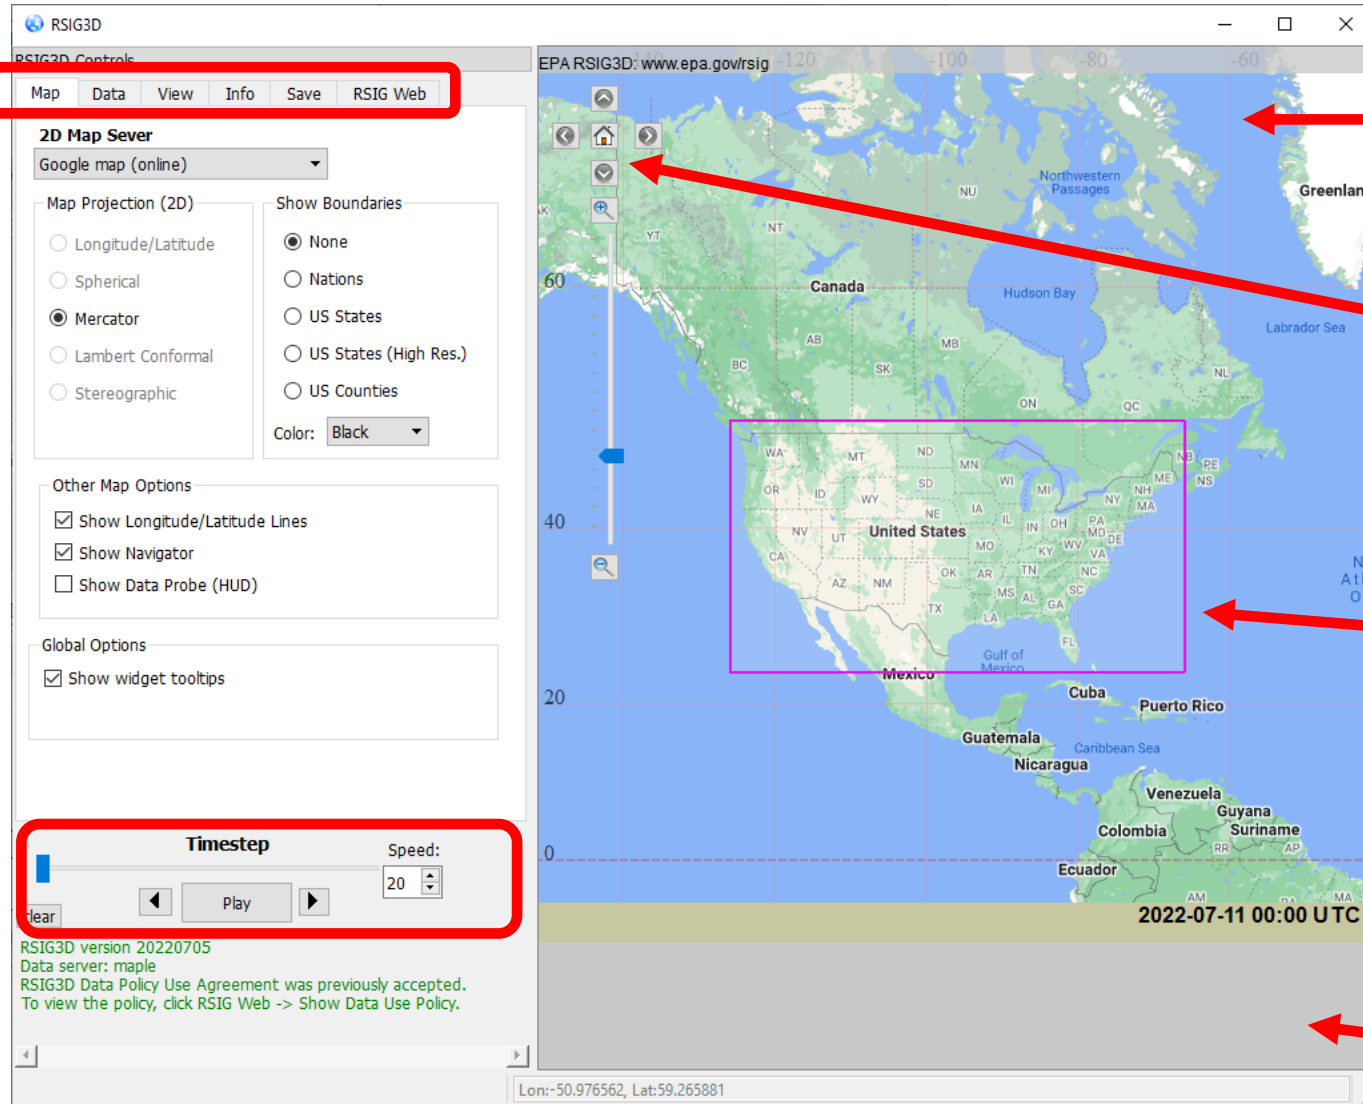 RSIG3D
RSIG3D Controls
Map Data View Info Save RSIG Web
2D Map Sever
Google map (online)
Map Projection (2D)
Longitude/Latitude
Spherical
Mercator
Lambert Conformal
Stereographic
Show Boundaries
None
Nations
US States
US States (High Res.)
US Counties
Color: Black
Other Map Options
Show Longitude/Latitude Lines
Show Navigator
Show Data Probe (HUD)
Global Options
Show widget tooltips
Timestep
Speed:
20
Play
Clear
RSIG3D version 20220705
Data server: maple
RSIG3D Data Policy Use Agreement was previously accepted.
To view the policy, click RSIG Web -> Show Data Use Policy.
EPA RSIG3D: www.epa.gov/rsig
-140 -120 -100 -80 -60
Northwestern
Passages
NU
Greenlan
AK
YT
NT
60
Canada
Hudson Bay
Labrador Sea
AB
MB
BC
SK
NL
ON
QC
WA
MT
ND
MN
NB
PE
OR
ID
WY
SD
WI
MI
NY
NH
ME
NS
MA
40
NV
UT
NE
IA
IL
IN
OH
PA
MD
DE
United States
CA
MO
KY
WV
VA
AZ
NM
OK
AR
TN
NC
TX
MS
AL
GA
SC
LA
FL
N
Atl
O
Gulf of
Mexico
Mexico
20
Cuba
Puerto Rico
Guatemala
Caribbean Sea
Nicaragua
Venezuela
Guyana
Colombia
Suriname
RR
AP
0
Ecuador
AM
PA
MA
2022-07-11 00:00 UTC
Lon:-50.976562, Lat:59.265881